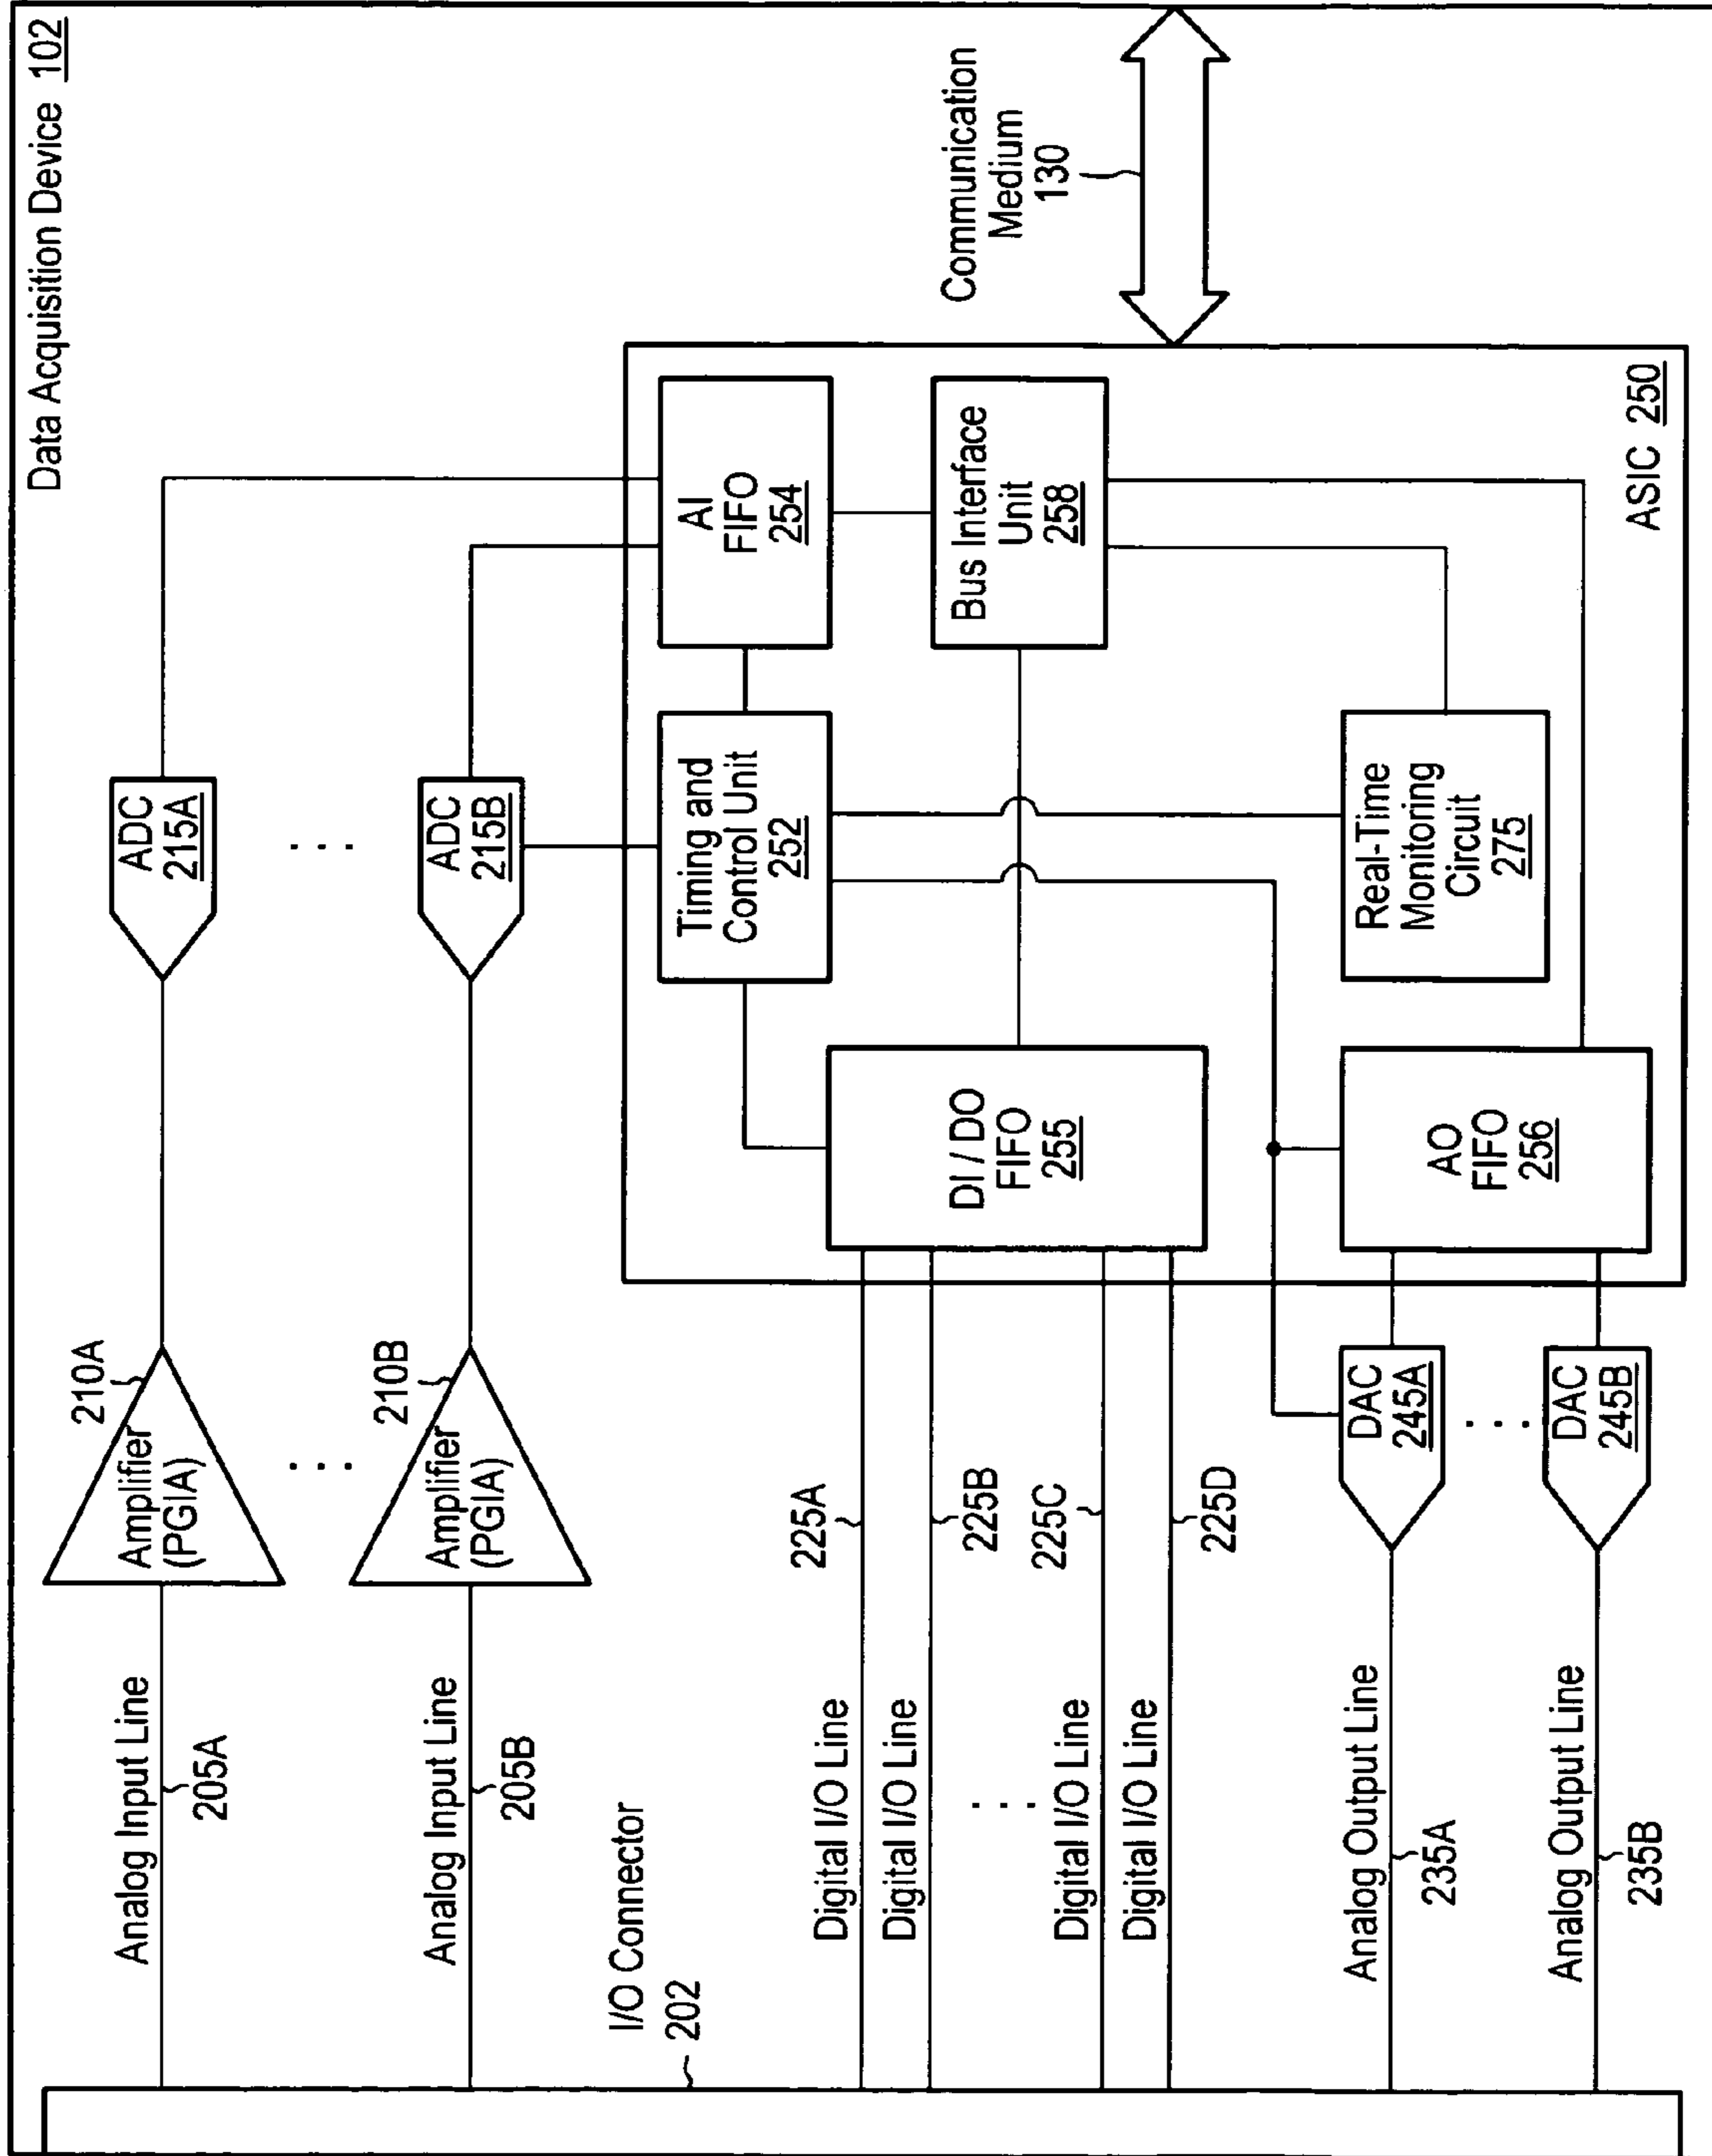 Data Acquisition Device 102
Analog Input Line
205A
Amplifier
(PGIA)
210A
ADC
215A
. . .
. . .
Analog Input Line
205B
Amplifier
(PGIA)
210B
ADC
215B
I/O Connector
202
Timing and
Control Unit
252
AI
FIFO
254
Digital I/O Line
225A
Digital I/O Line
225B
. . .
Digital I/O Line
225C
Digital I/O Line
225D
DI / DO
FIFO
255
Bus Interface
Unit
258
Communication
Medium
130
Analog Output Line
235A
DAC
245A
. . .
Analog Output Line
235B
DAC
245B
AO
FIFO
256
Real-Time
Monitoring
Circuit
275
ASIC 250